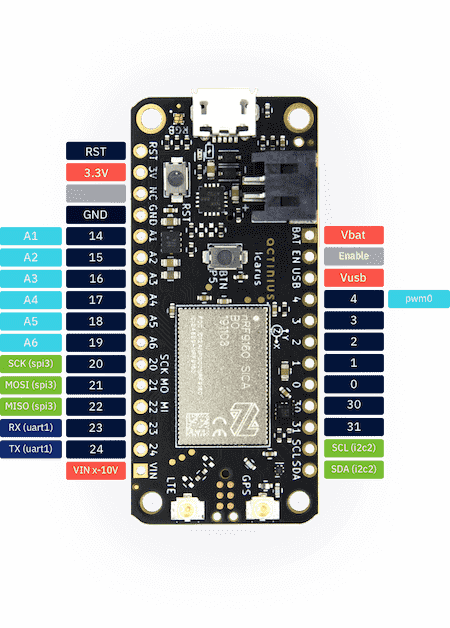 RST
3.3V
GND
A1 14
A2 15
A3 16
A4 17
A5 18
A6 19
SCK (spi3) 20
MOSI (spi3) 21
MISO (spi3) 22
RX (uart1) 23
TX (uart1) 24
VIN x-10V
Vbat
Enable
Vusb
4 pwm0
3
2
1
0
30
31
SCL (i2c2)
SDA (i2c2)
RGB
RST
3V
NC
GND
A1
A2
A3
A4
A5
A6
20 SCK
21 MO
22 MI
23
24
VIN
RST
BTN
P5
actinius
icarus
BAT
EN
USB
4
3
2
1
0
30
31
SCL
SDA
nRF9160 SICA
LTE
GPS